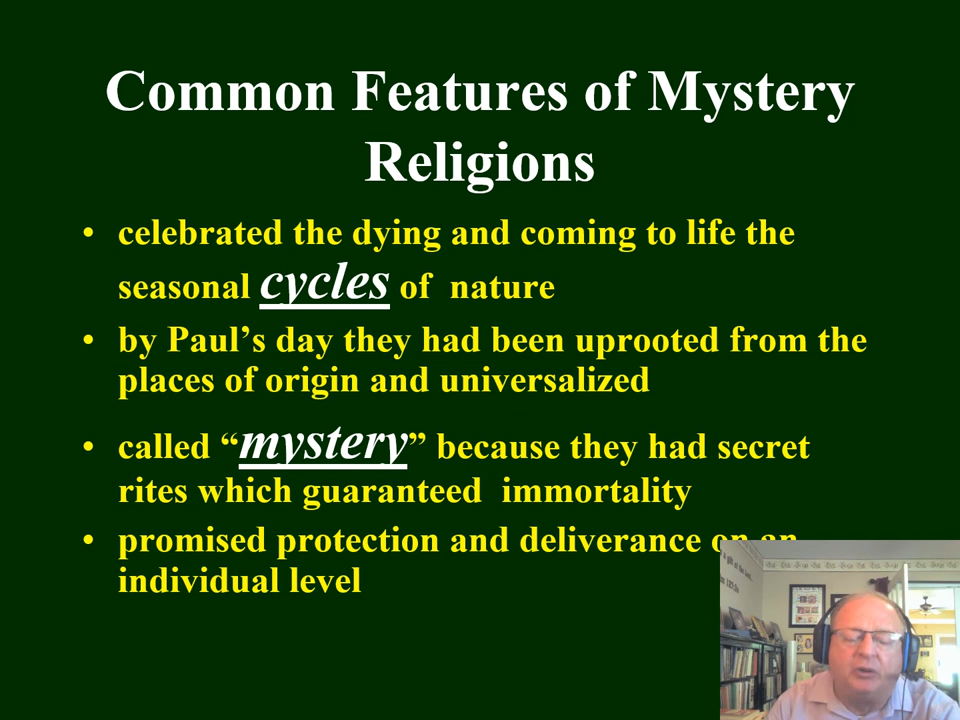 Common Features of Mystery
Religions
• celebrated the dying and coming to life the
seasonal cycles of nature
• by Paul’s day they had been uprooted from the
places of origin and universalized
• called “mystery” because they had secret
rites which guaranteed immortality
• promised protection and deliverance on an
individual level